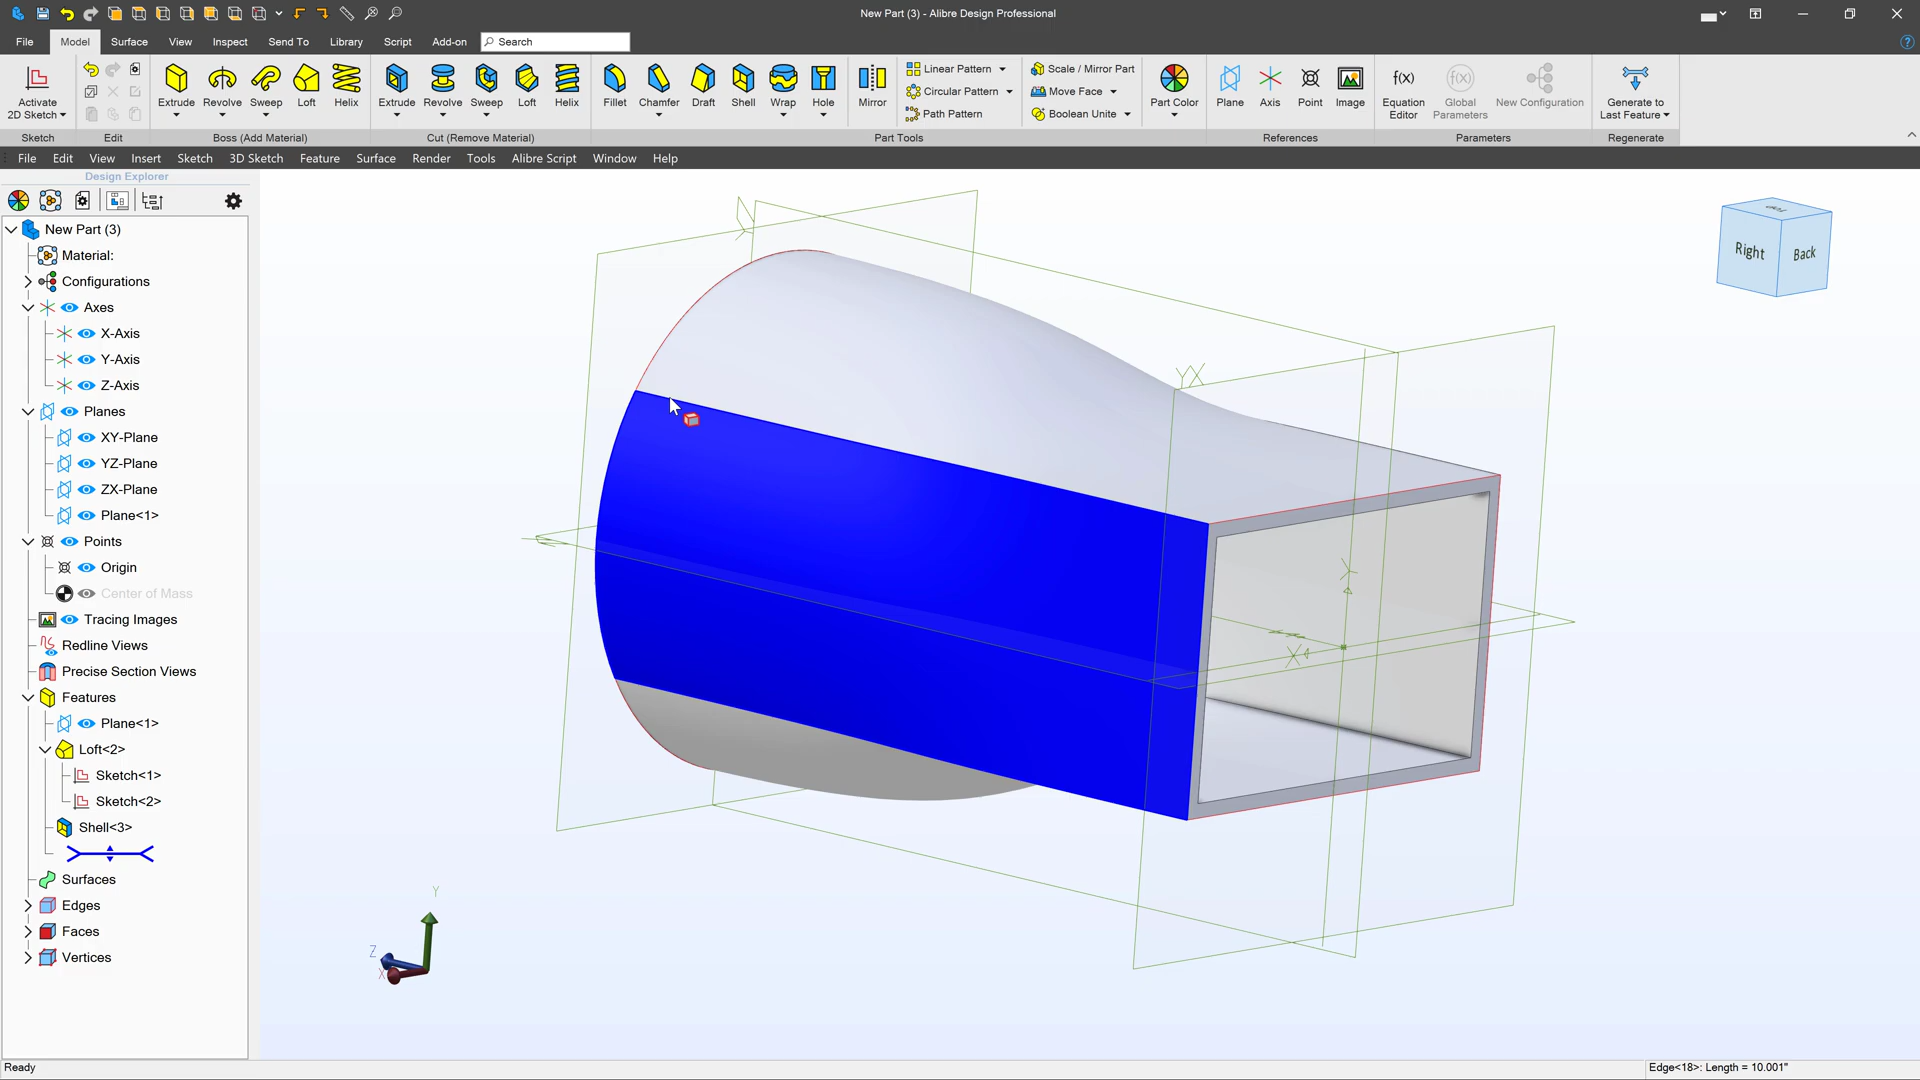 New Part (3) - Alibre Design Professional
File Model Surface View Inspect Send To Library Script Add-on Search
Activate
2D Sketch
Extrude Revolve Sweep Loft Helix
Extrude Revolve Sweep Loft Helix
Fillet Chamfer Draft Shell Wrap Hole Mirror
Linear Pattern
Circular Pattern
Path Pattern
Scale / Mirror Part
Move Face
Boolean Unite
Part Color
Plane Axis Point Image
f(x) Equation
Editor
f(x) Global
Parameters
New Configuration
Generate to
Last Feature
Sketch Edit Boss (Add Material) Cut (Remove Material) Part Tools References Parameters Regenerate
File Edit View Insert Sketch 3D Sketch Feature Surface Render Tools Alibre Script Window Help
Design Explorer
New Part (3)
Material:
Configurations
Axes
X-Axis
Y-Axis
Z-Axis
Planes
XY-Plane
YZ-Plane
ZX-Plane
Plane<1>
Points
Origin
Center of Mass
Tracing Images
Redline Views
Precise Section Views
Features
Plane<1>
Loft<2>
Sketch<1>
Sketch<2>
Shell<3>
Surfaces
Edges
Faces
Vertices
Top
Right Back
YX
X
Y
Z
X
Ready
Edge<18>: Length = 10.001"